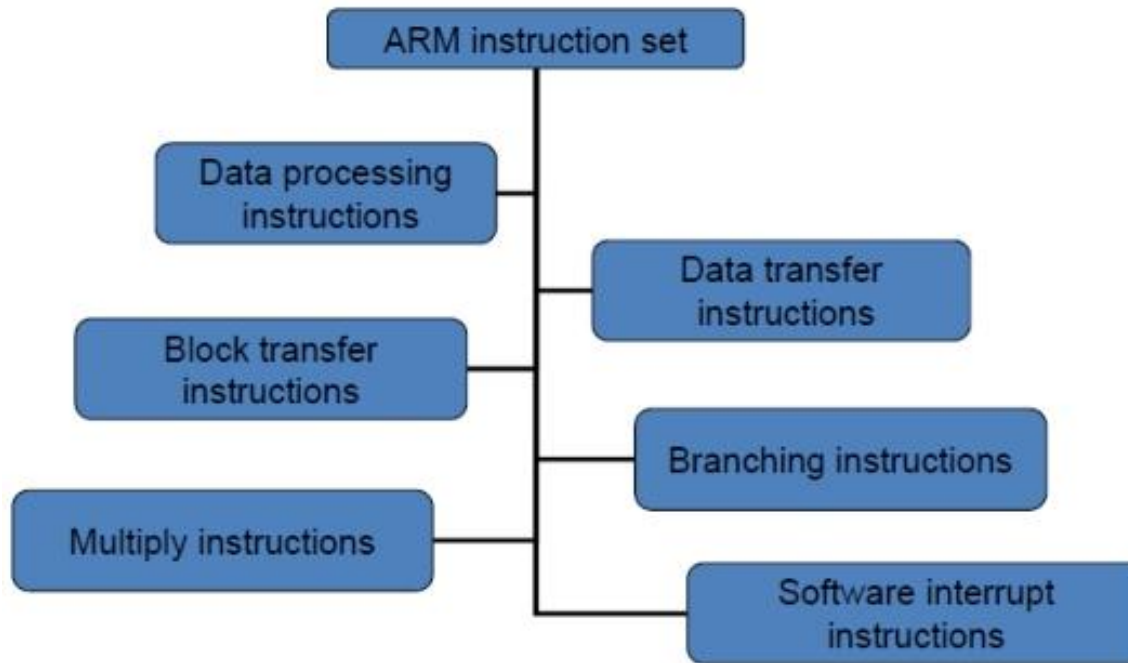 ARM instruction set
Data processing
instructions
Data transfer
instructions
Block transfer
instructions
Branching instructions
Multiply instructions
Software interrupt
instructions